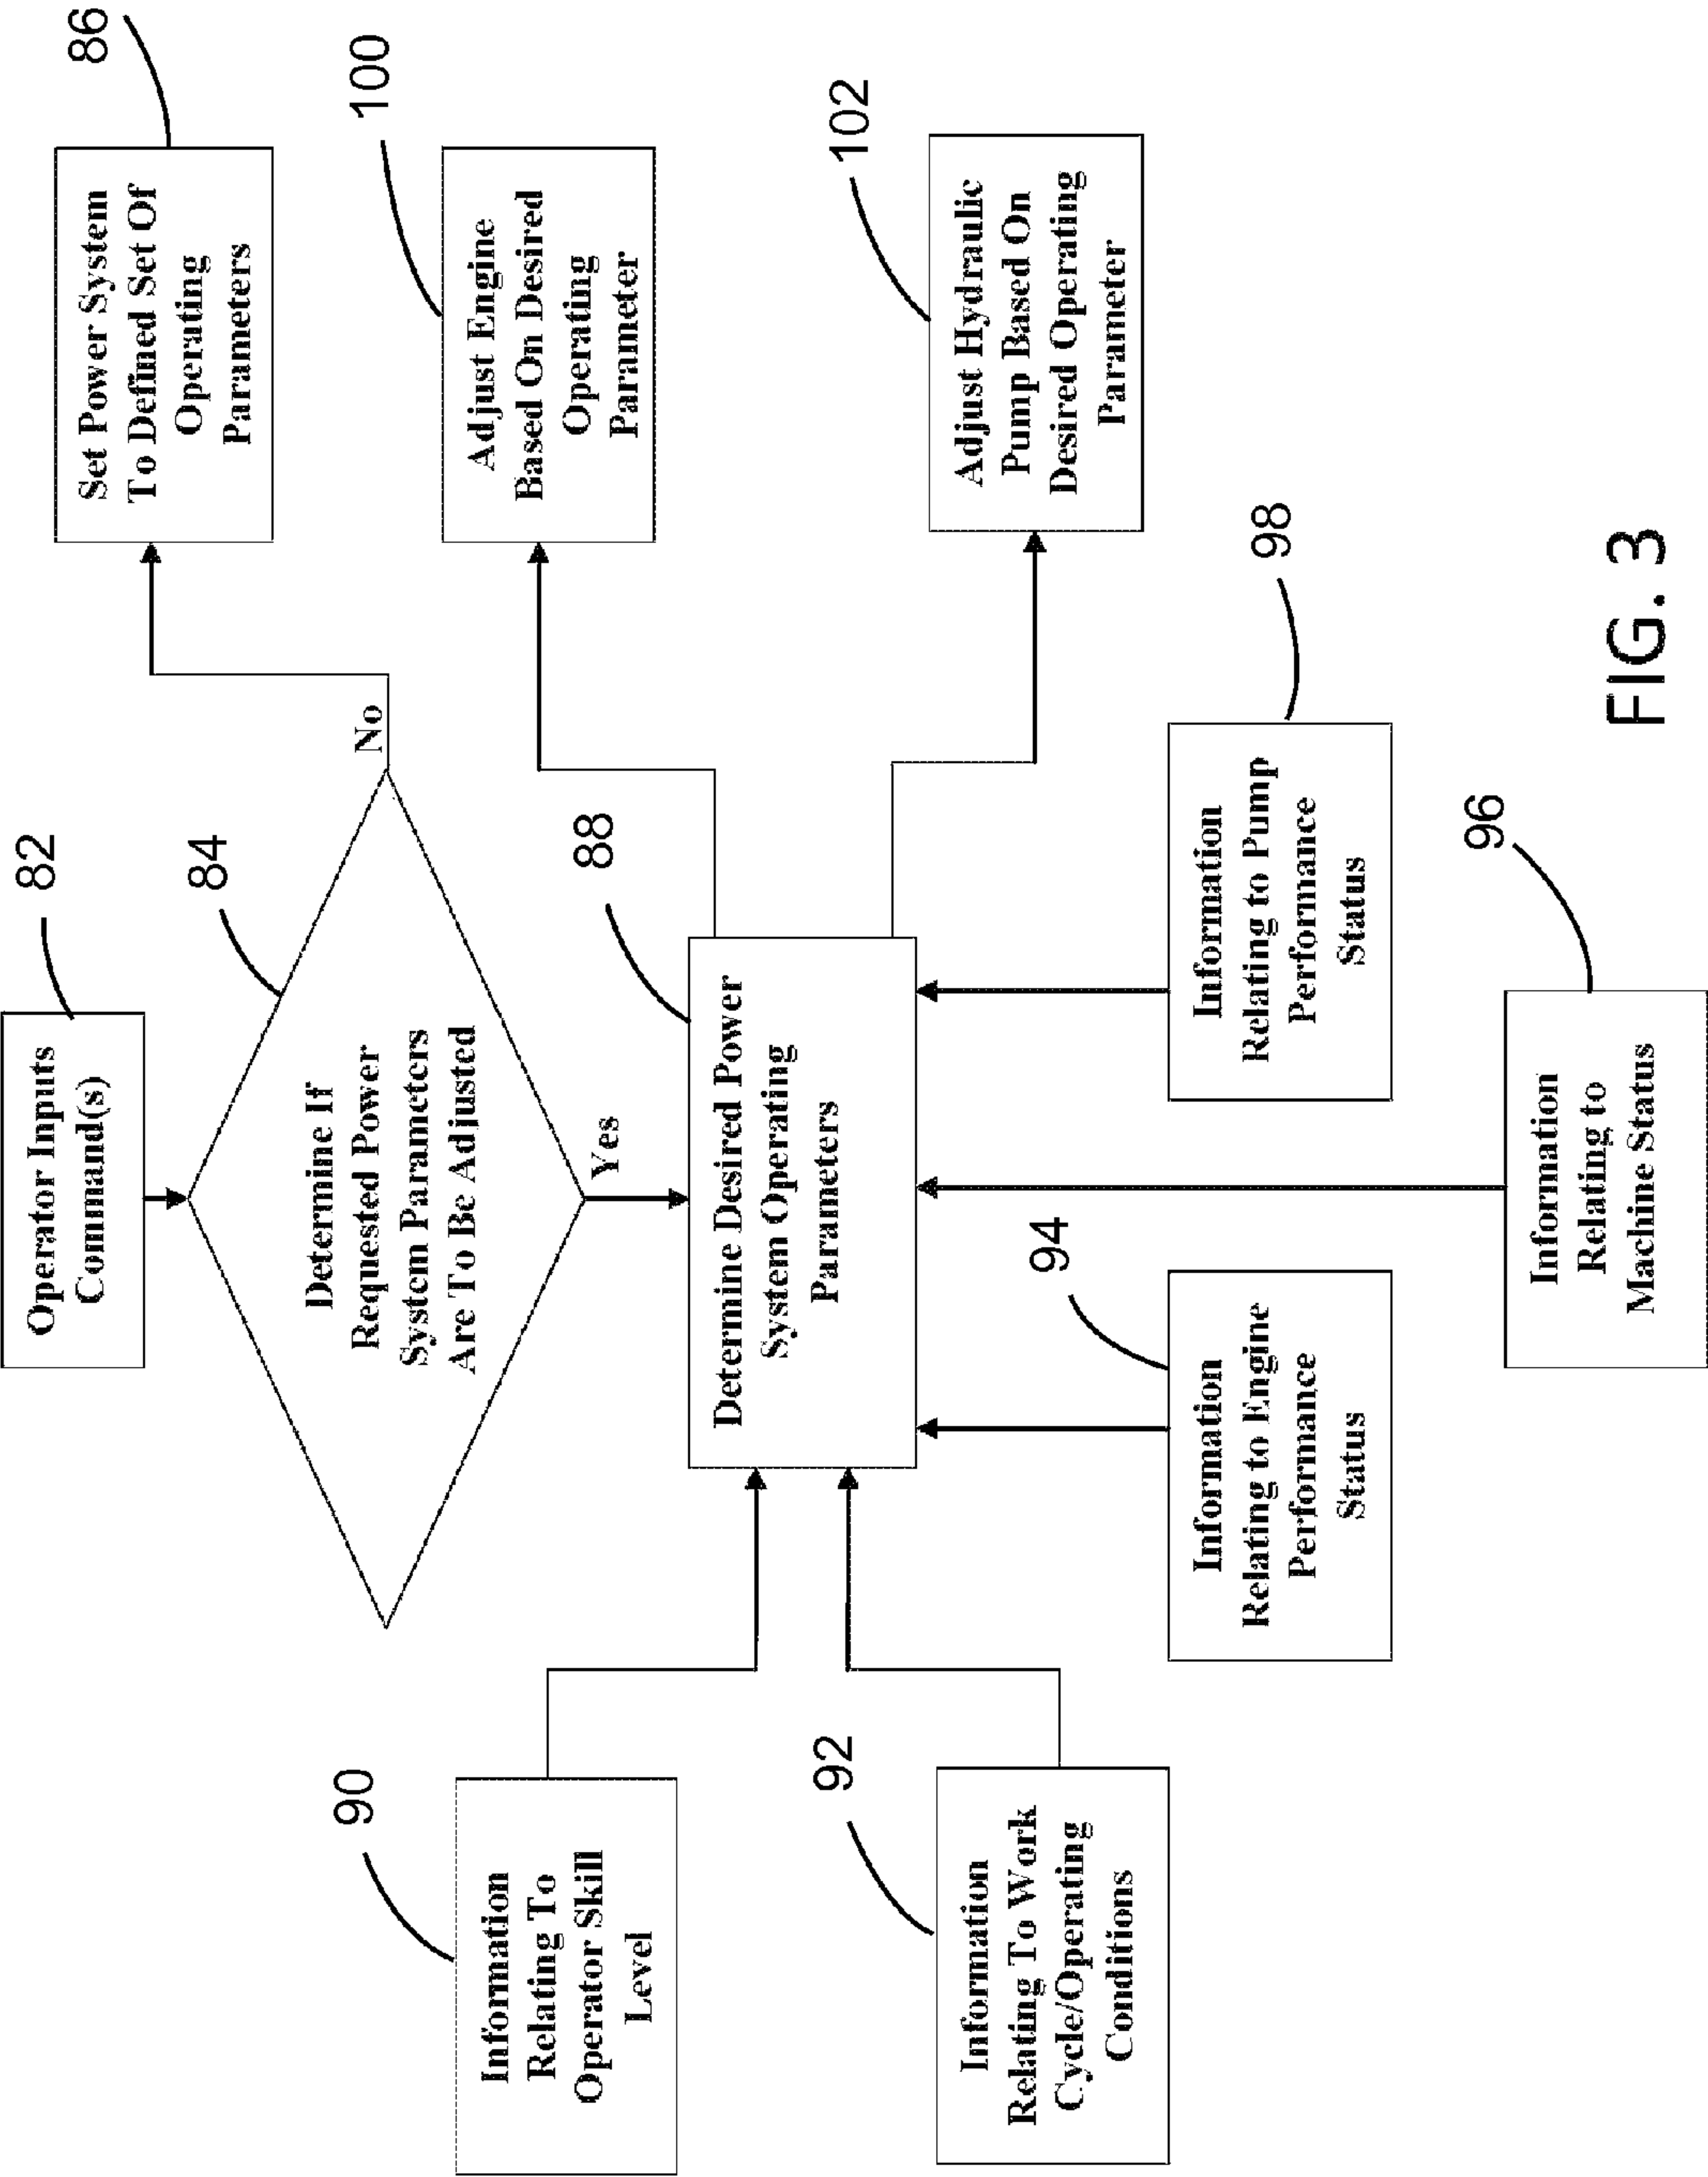 82
Operator Inputs
Command(s)
84
Determine If
Requested Power
System Parameters
Are To Be Adjusted
No
Yes
86
Set Power System
To Defined Set Of
Operating
Parameters
88
Determine Desired Power
System Operating
Parameters
90
Information
Relating To
Operator Skill
Level
92
Information
Relating To Work
Cycle/Operating
Conditions
94
Information
Relating to Engine
Performance
Status
96
Information
Relating to
Machine Status
98
Information
Relating to Pump
Performance
Status
100
Adjust Engine
Based On Desired
Operating
Parameter
102
Adjust Hydraulic
Pump Based On
Desired Operating
Parameter
FIG. 3